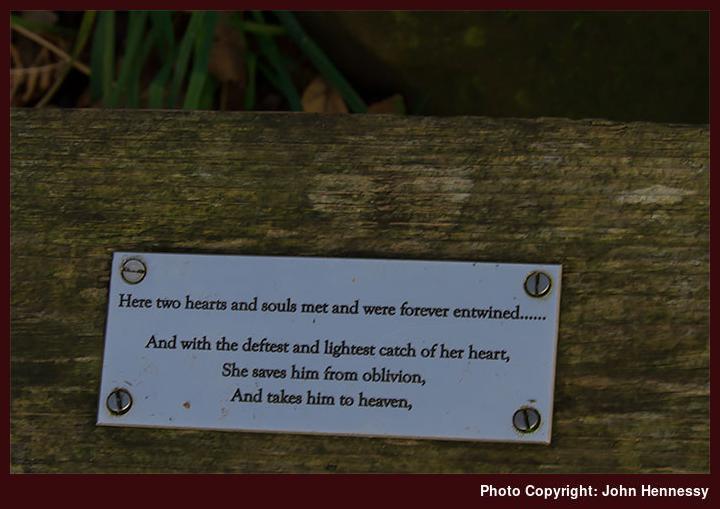 Here two hearts and souls met and were forever entwined......
And with the deftest and lightest catch of her heart,
She saves him from oblivion,
And takes him to heaven,
Photo Copyright: John Hennessy